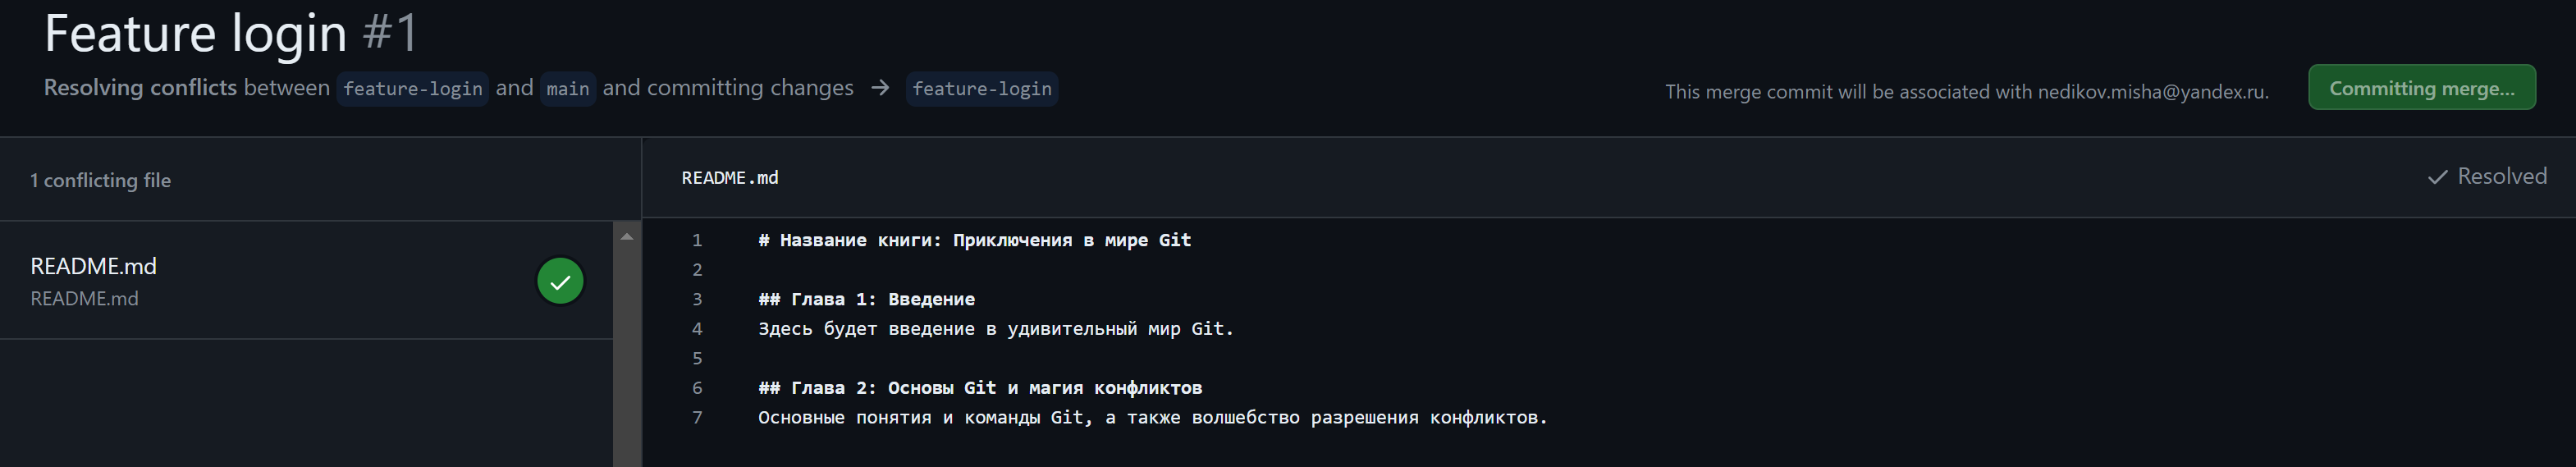 Feature login #1
Resolving conflicts between feature-login and main and committing changes → feature-login
This merge commit will be associated with nedikov.misha@yandex.ru.
Committing merge...
1 conflicting file
README.md
README.md
README.md
Resolved
1 # Название книги: Приключения в мире Git
2
3 ## Глава 1: Введение
4 Здесь будет введение в удивительный мир Git.
5
6 ## Глава 2: Основы Git и магия конфликтов
7 Основные понятия и команды Git, а также волшебство разрешения конфликтов.